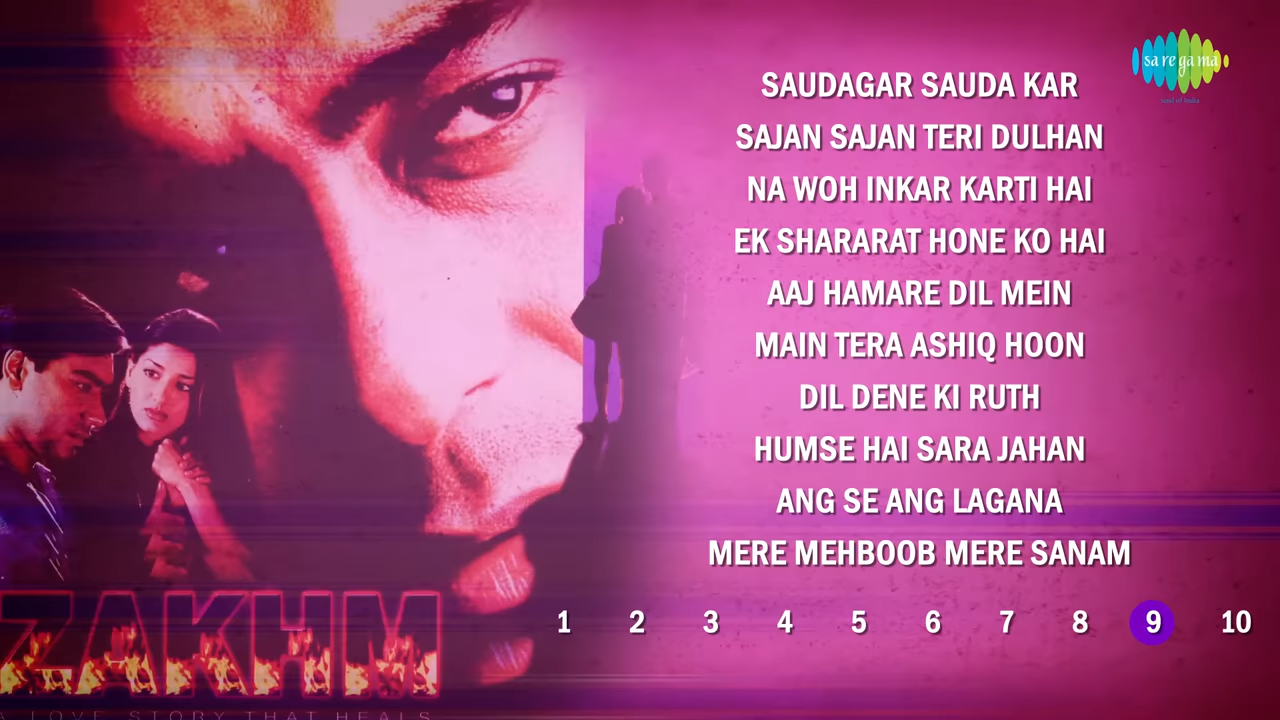 sa re ga ma
soul of India
SAUDAGAR SAUDA KAR
SAJAN SAJAN TERI DULHAN
NA WOH INKAR KARTI HAI
EK SHARARAT HONE KO HAI
AAJ HAMARE DIL MEIN
MAIN TERA ASHIQ HOON
DIL DENE KI RUTH
HUMSE HAI SARA JAHAN
ANG SE ANG LAGANA
MERE MEHBOOB MERE SANAM
1 2 3 4 5 6 7 8 9 10
ZAKHM
A LOVE STORY THAT HEALS